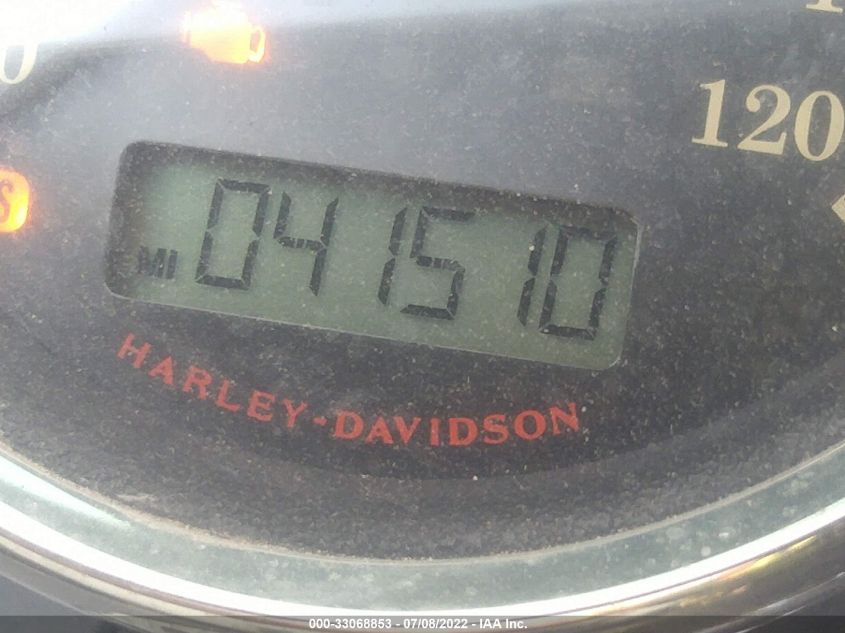 120
S
MI 041510
HARLEY-DAVIDSON
000-33068853 - 07/08/2022 - IAA Inc.